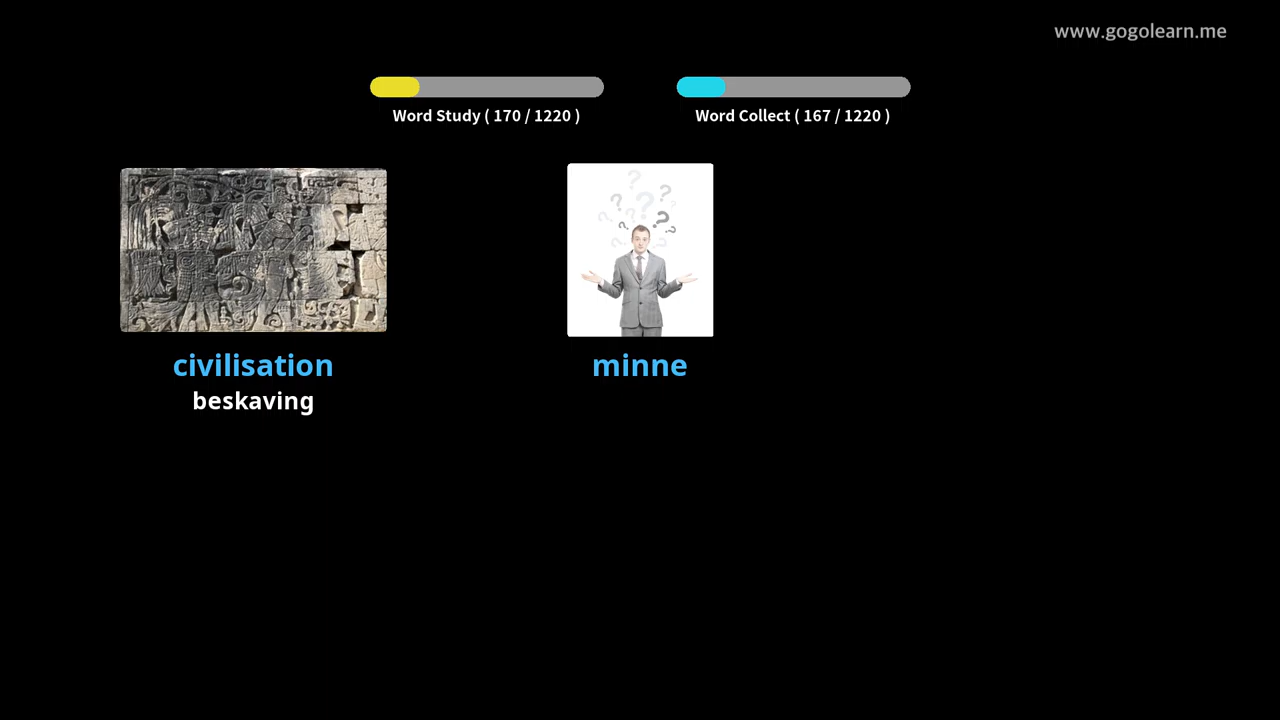 www.gogolearn.me
Word Study ( 170 / 1220 )
Word Collect ( 167 / 1220 )
civilisation
beskaving
minne